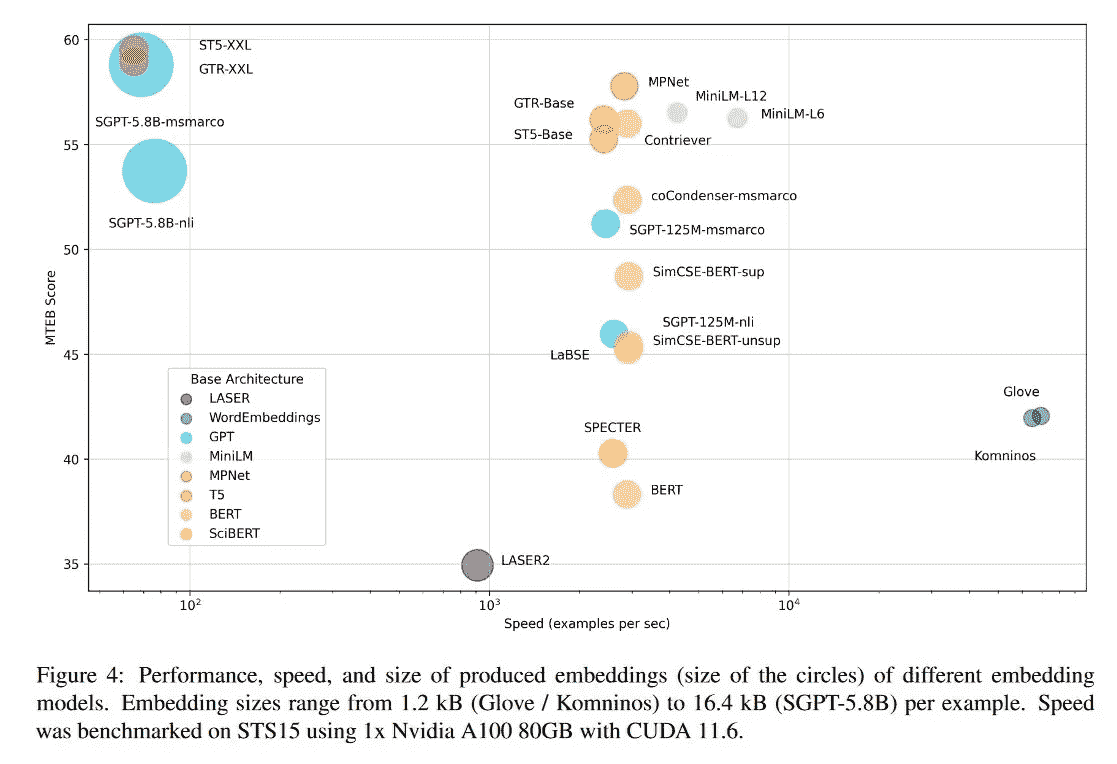 60
55
50
45
40
35
MTEB Score
ST5-XXL
GTR-XXL
SGPT-5.8B-msmarco
SGPT-5.8B-nli
MPNet
MiniLM-L12
MiniLM-L6
GTR-Base
ST5-Base
Contriever
coCondenser-msmarco
SGPT-125M-msmarco
SimCSE-BERT-sup
SGPT-125M-nli
SimCSE-BERT-unsup
LaBSE
SPECTER
BERT
LASER2
Glove
Komninos
Base Architecture
LASER
WordEmbeddings
GPT
MiniLM
MPNet
T5
BERT
SciBERT
10²
10³
10⁴
Speed (examples per sec)
Figure 4: Performance, speed, and size of produced embeddings (size of the circles) of different embedding
models. Embedding sizes range from 1.2 kB (Glove / Komninos) to 16.4 kB (SGPT-5.8B) per example. Speed
was benchmarked on STS15 using 1x Nvidia A100 80GB with CUDA 11.6.